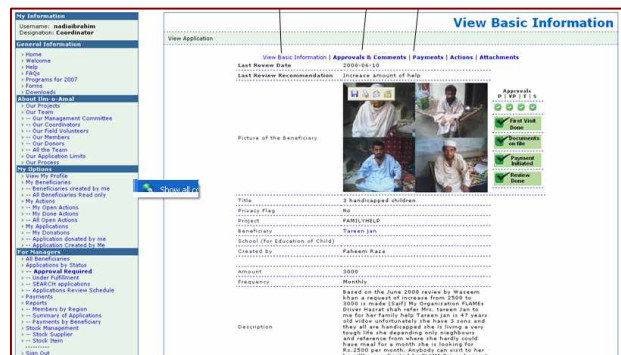 My Information
Username: nadiaibrahim
Designation: Coordinator
General Information
Home
Welcome
Help
FAQs
Programs for 2007
Forms
Downloads
About Ilm-o-Amal
Our Projects
Our Team
-- Our Management Committee
-- Our Coordinators
-- Our Field Volunteers
-- Our Members
-- Our Donors
-- All the Team
Our Application Limits
Our Process
My Options
View My Profile
My Beneficiaries
-- Beneficiaries created by me
-- All Beneficiaries Read only
My Actions
-- My Open Actions
-- My Done Actions
-- All Open Actions
My Applications
-- My Donations
-- Application donated by me
-- Application Created by Me
For Managers
All Beneficiaries
Applications by Status
-- Approval Required
-- Under Fulfillment
-- SEARCH applications
-- Applications Review Schedule
Payments
Reports
-- Members by Region
-- Summary of Applications
-- Payments by Beneficiary
Stock Management
-- Stock Supplier
-- Stock Item
----------
Sign Out
Show all co
View Basic Information
View Application
View Basic Information | Approvals & Comments | Payments | Actions | Attachments
Last Revew Date 2008-06-10
Last Review Recommendation Increase amount of help
Picture of the Beneficiary
Approvals
P | VP | T | S
First Visit
Done
Documents
on file
Payment
Initiated
Review
Done
Title 3 handicapped children
Privacy Flag No
Project FAMILYHELP
Beneficiary Tareen Jan
School (for Education of Child)
Created by Faheem Raza
Amount 3000
Frequency Monthly
Description
Based on the June 2008 review by Waseem
khan a request of increase from 2500 to
3000 is made (Saif) My Organization FLAMEs
Driver Hazrat shah refer Mrs. tareen Jan to
me for her family help Tareen Jan is 47 years
old widow unfortunately she have 3 sons and
they all are handicapped she is living a very
tough life she depending only nieghbours
and reference from where she hardly could
have meal for a month she is looking for
Rs.2500 per month. Anybody can visit to her